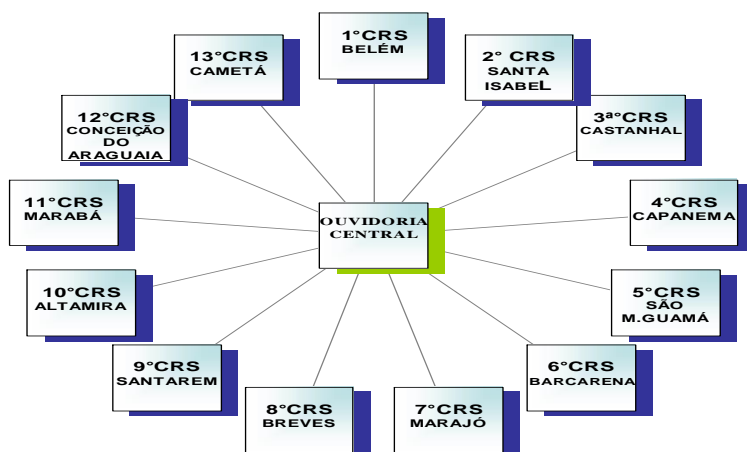 1°CRS
BELÉM
2° CRS
SANTA
ISABEL
3ª°CRS
CASTANHAL
4°CRS
CAPANEMA
5°CRS
SÃO
M.GUAMÁ
6°CRS
BARCARENA
7°CRS
MARAJÓ
8°CRS
BREVES
9°CRS
SANTAREM
10°CRS
ALTAMIRA
11°CRS
MARABÁ
12°CRS
CONCEIÇÃO
DO
ARAGUAIA
13°CRS
CAMETÁ
OUVIDORIA
CENTRAL